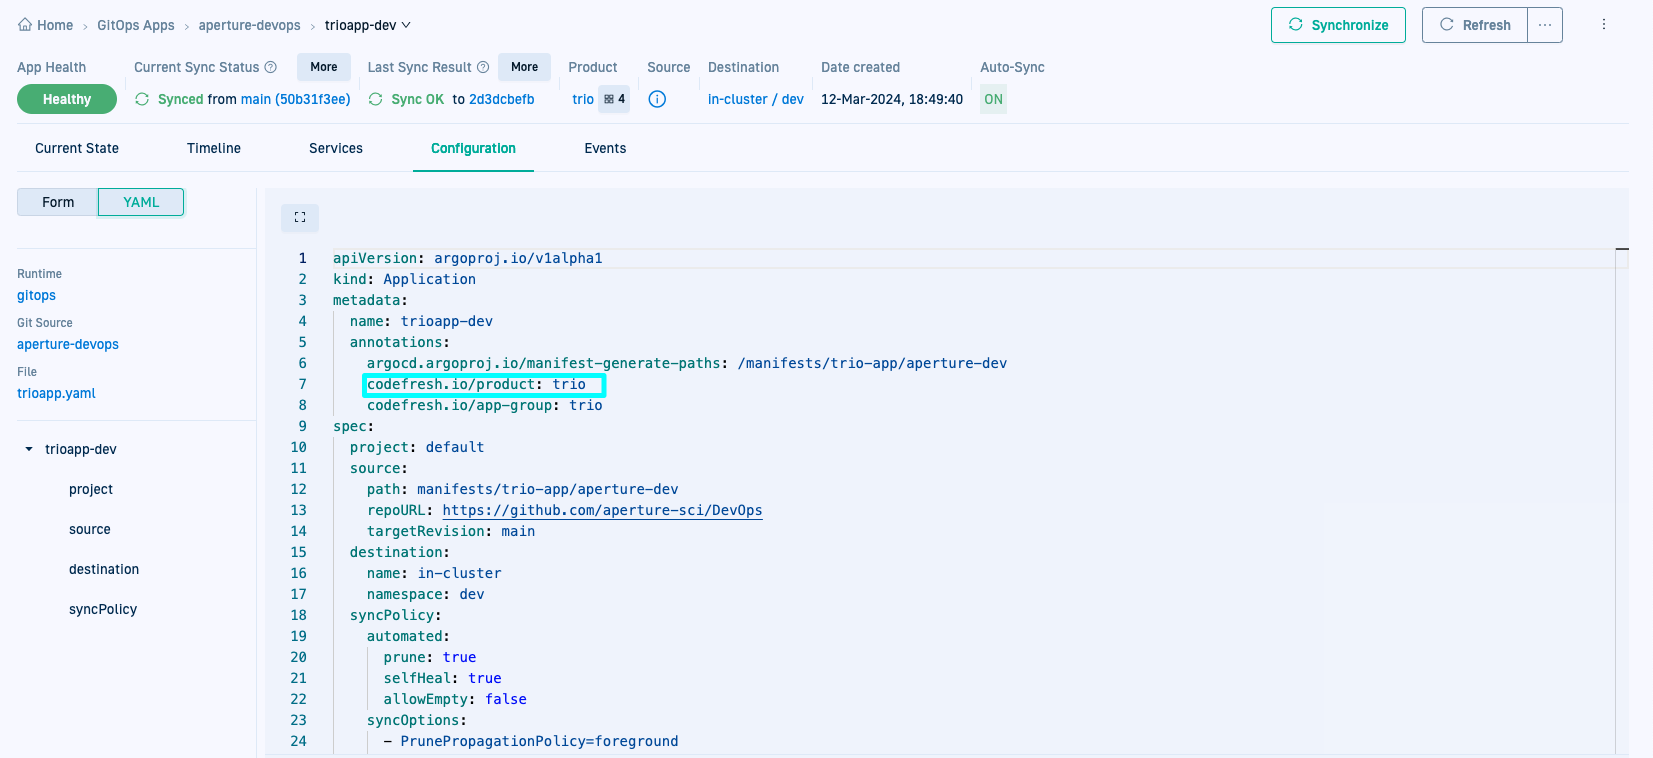 Home › GitOps Apps › aperture-devops › trioapp-dev
Synchronize
Refresh
App Health
Current Sync Status
More
Last Sync Result
More
Product
Source
Destination
Date created
Auto-Sync
Healthy
Synced from main (50b31f3ee)
Sync OK to 2d3dcbefb
trio 4
in-cluster / dev
12-Mar-2024, 18:49:40
ON
Current State
Timeline
Services
Configuration
Events
Form
YAML
Runtime
gitops
Git Source
aperture-devops
File
trioapp.yaml
trioapp-dev
project
source
destination
syncPolicy
1 apiVersion: argoproj.io/v1alpha1
2 kind: Application
3 metadata:
4 name: trioapp-dev
5 annotations:
6 argocd.argoproj.io/manifest-generate-paths: /manifests/trio-app/aperture-dev
7 codefresh.io/product: trio
8 codefresh.io/app-group: trio
9 spec:
10 project: default
11 source:
12 path: manifests/trio-app/aperture-dev
13 repoURL: https://github.com/aperture-sci/DevOps
14 targetRevision: main
15 destination:
16 name: in-cluster
17 namespace: dev
18 syncPolicy:
19 automated:
20 prune: true
21 selfHeal: true
22 allowEmpty: false
23 syncOptions:
24 - PrunePropagationPolicy=foreground